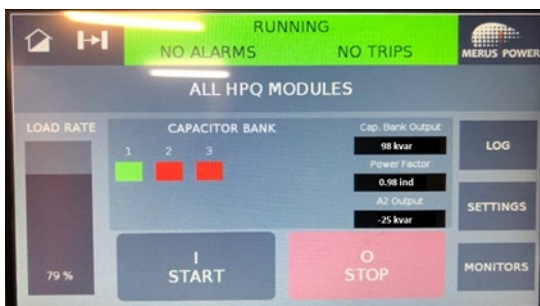 RUNNING
NO ALARMS NO TRIPS
MERUS POWER
ALL HPQ MODULES
LOAD RATE
79 %
CAPACITOR BANK
1 2 3
Cap. Bank Output
98 kvar
Power Factor
0.98 ind
A2 Output
-25 kvar
LOG
SETTINGS
MONITORS
I
START
O
STOP